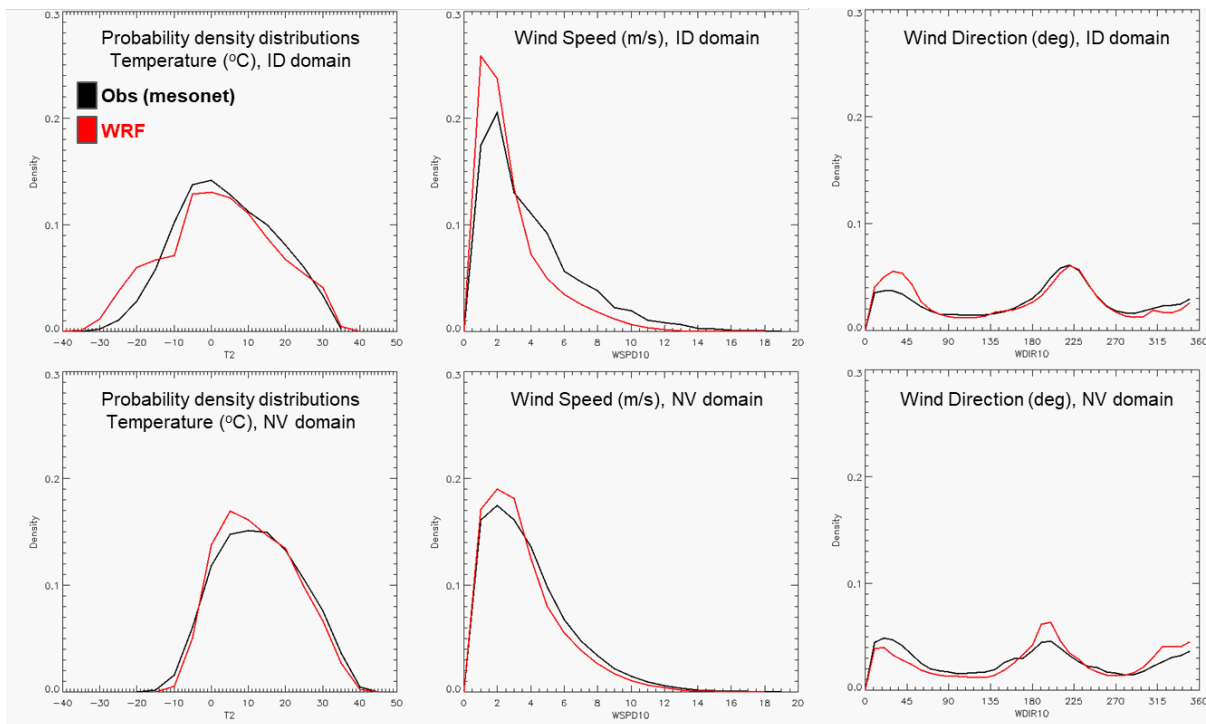 Probability density distributions
Temperature (°C), ID domain
Obs (mesonet)
WRF
Density
0.3
0.2
0.1
0.0
−40 −30 −20 −10 0 10 20 30 40 50
T2
Wind Speed (m/s), ID domain
Density
0.3
0.2
0.1
0.0
0 2 4 6 8 10 12 14 16 18 20
WSPD10
Wind Direction (deg), ID domain
Density
0.3
0.2
0.1
0.0
0 45 90 135 180 225 270 315 360
WDIR10
Probability density distributions
Temperature (°C), NV domain
Density
0.3
0.2
0.1
0.0
−40 −30 −20 −10 0 10 20 30 40 50
T2
Wind Speed (m/s), NV domain
Density
0.3
0.2
0.1
0.0
0 2 4 6 8 10 12 14 16 18 20
WSPD10
Wind Direction (deg), NV domain
Density
0.3
0.2
0.1
0.0
0 45 90 135 180 225 270 315 360
WDIR10